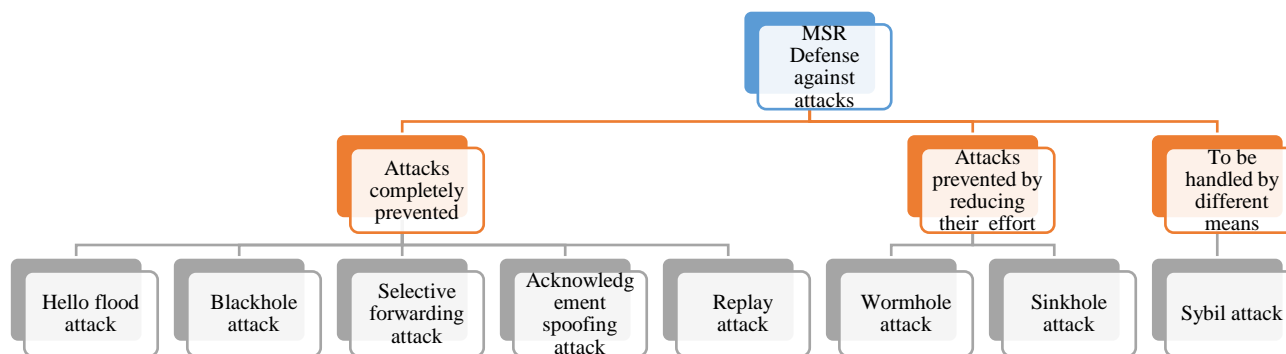 MSR
Defense
against
attacks
Attacks
completely
prevented
Attacks
prevented by
reducing
their effort
To be
handled by
different
means
Hello flood
attack
Blackhole
attack
Selective
forwarding
attack
Acknowledg
ement
spoofing
attack
Replay
attack
Wormhole
attack
Sinkhole
attack
Sybil attack